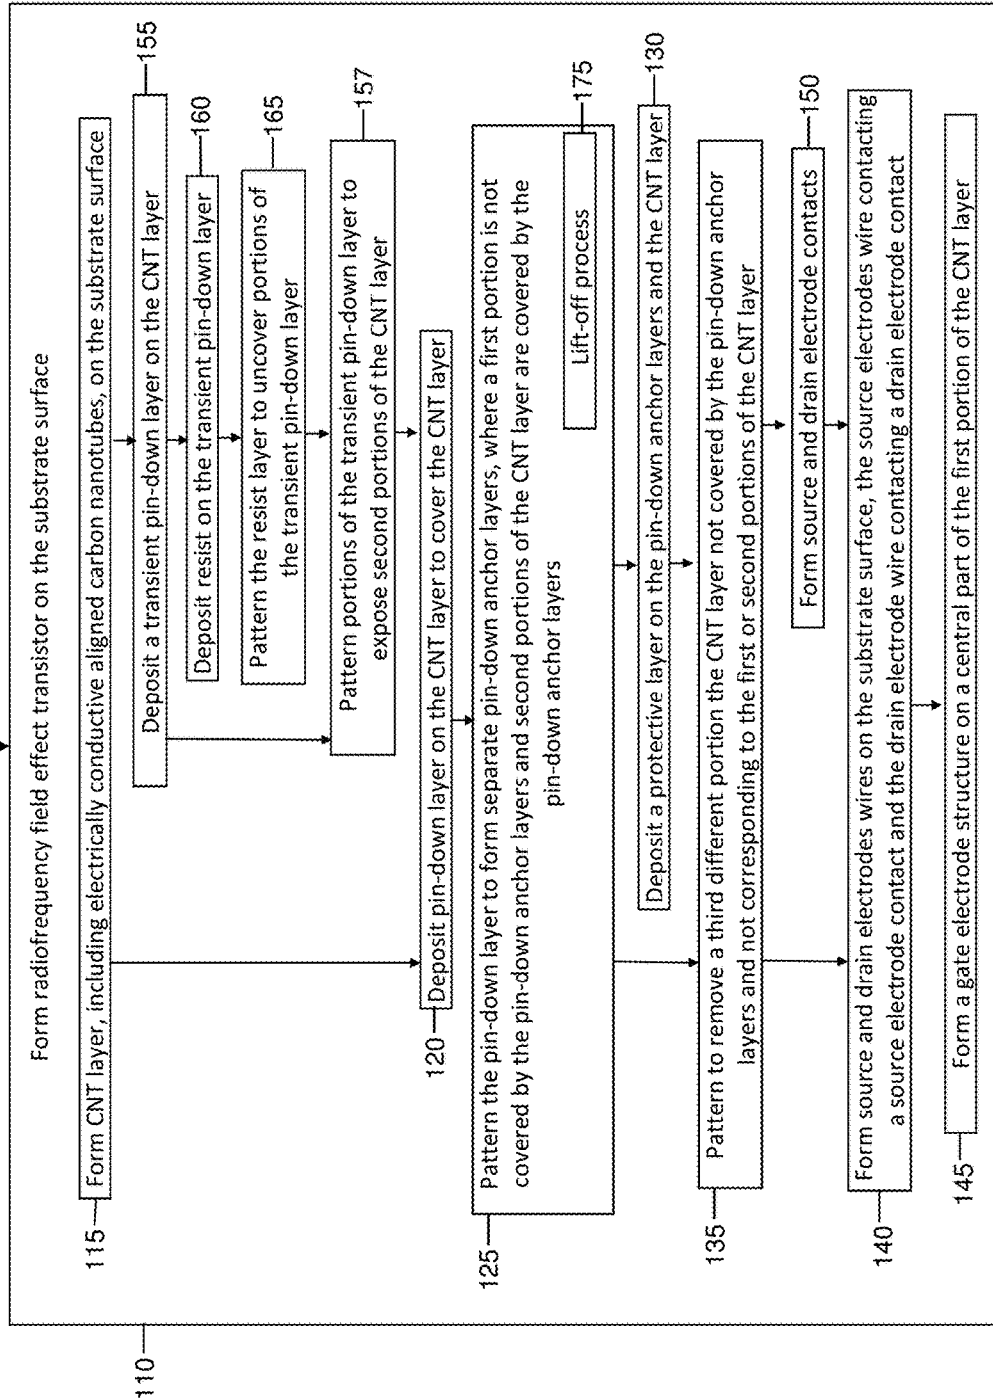 110
Form radiofrequency field effect transistor on the substrate surface
115
Form CNT layer, including electrically conductive aligned carbon nanotubes, on the substrate surface
Deposit a transient pin-down layer on the CNT layer
155
Deposit resist on the transient pin-down layer
160
Pattern the resist layer to uncover portions of
the transient pin-down layer
165
Pattern portions of the transient pin-down layer to
expose second portions of the CNT layer
157
120
Deposit pin-down layer on the CNT layer to cover the CNT layer
125
Pattern the pin-down layer to form separate pin-down anchor layers, where a first portion is not
covered by the pin-down anchor layers and second portions of the CNT layer are covered by the
pin-down anchor layers
Lift-off process
175
Deposit a protective layer on the pin-down anchor layers and the CNT layer
130
135
Pattern to remove a third different portion the CNT layer not covered by the pin-down anchor
layers and not corresponding to the first or second portions of the CNT layer
Form source and drain electrode contacts
150
140
Form source and drain electrodes wires on the substrate surface, the source electrodes wire contacting
a source electrode contact and the drain electrode wire contacting a drain electrode contact
145
Form a gate electrode structure on a central part of the first portion of the CNT layer